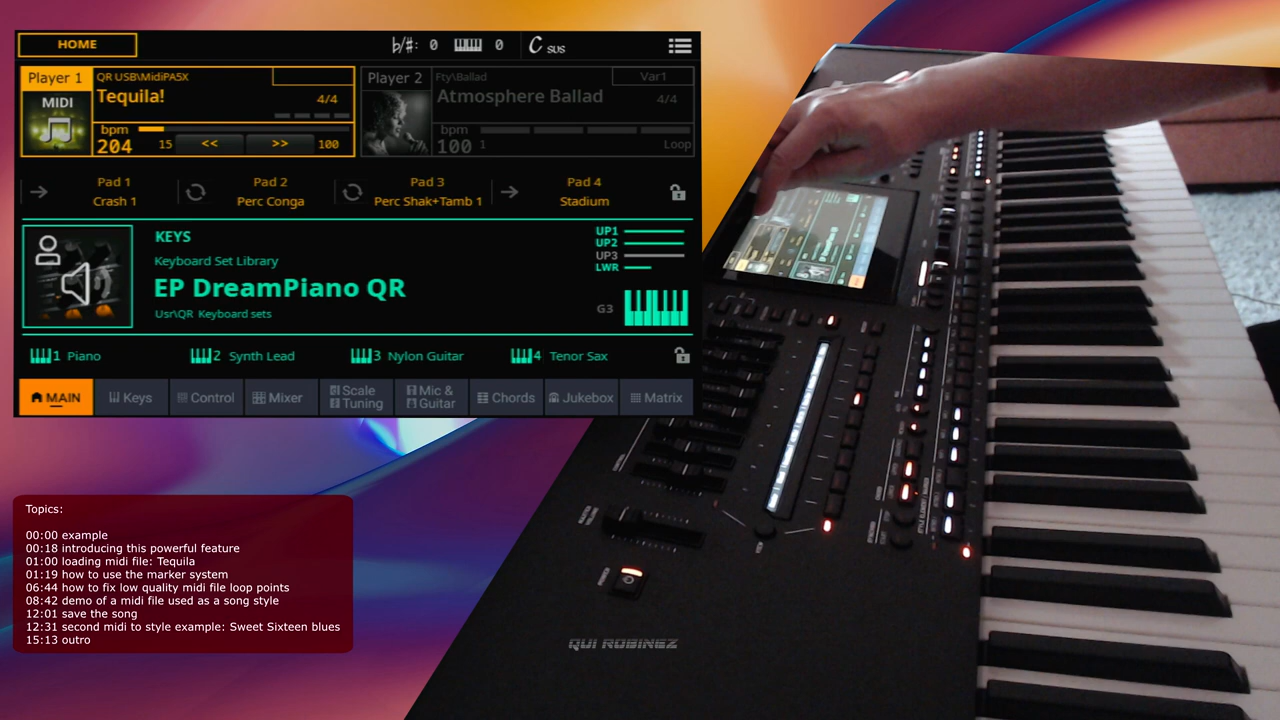 HOME
b/#: 0 0 C sus
Player 1
QR USB\MidiPA5X
MIDI
Tequila!
4/4
bpm
204
15
<<
>>
100
Player 2
Fty\Ballad
Var1
Atmosphere Ballad
4/4
bpm
100
1
Loop
Pad 1
Crash 1
Pad 2
Perc Conga
Pad 3
Perc Shak+Tamb 1
Pad 4
Stadium
KEYS
Keyboard Set Library
EP DreamPiano QR
Usr\QR Keyboard sets
UP1
UP2
UP3
LWR
G3
1 Piano
2 Synth Lead
3 Nylon Guitar
4 Tenor Sax
MAIN
Keys
Control
Mixer
Scale
Tuning
Mic &
Guitar
Chords
Jukebox
Matrix
Topics:
00:00 example
00:18 introducing this powerful feature
01:00 loading midi file: Tequila
01:19 how to use the marker system
06:44 how to fix low quality midi file loop points
08:42 demo of a midi file used as a song style
12:01 save the song
12:31 second midi to style example: Sweet Sixteen blues
15:13 outro
QUI ROBINEZ